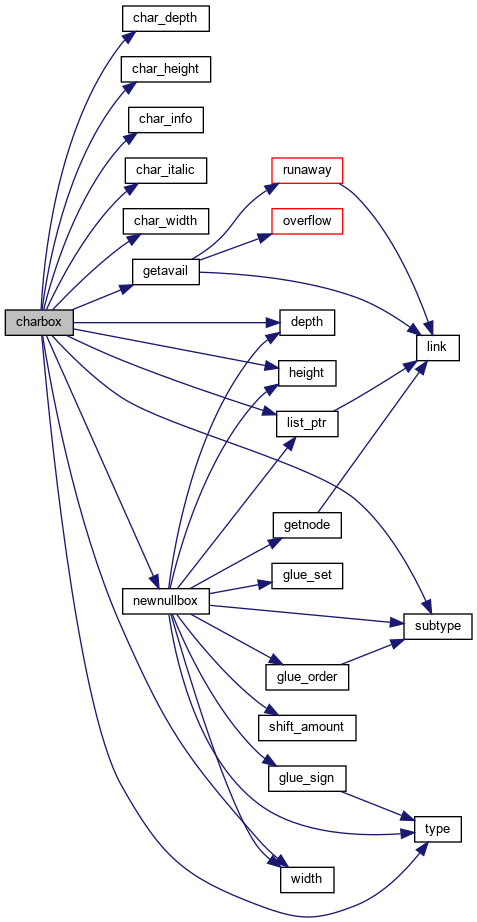 char_depth
char_height
char_info
char_italic
runaway
char_width
overflow
getavail
charbox
depth
link
height
list_ptr
getnode
glue_set
newnullbox
subtype
glue_order
shift_amount
glue_sign
type
width